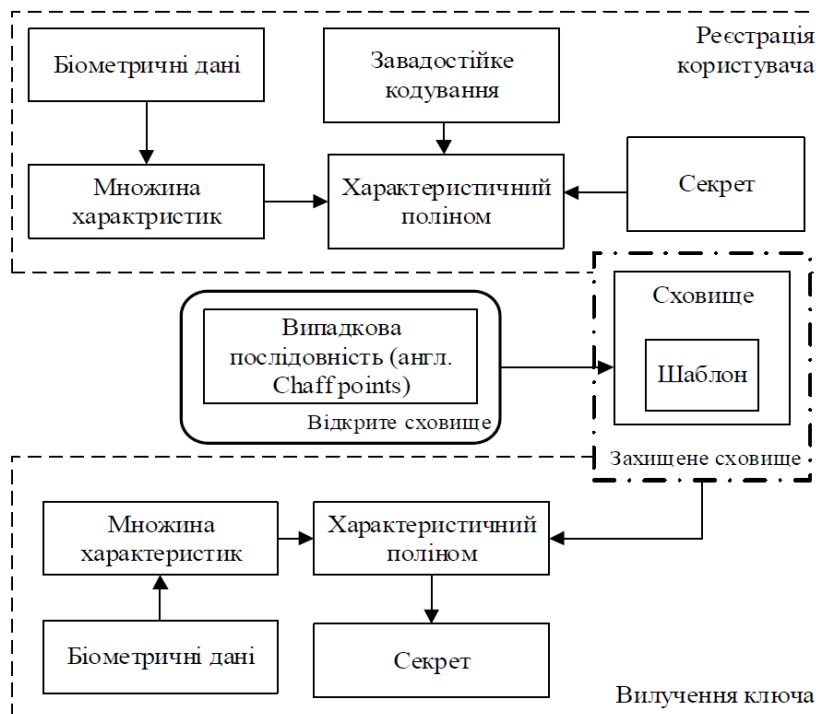 Реєстрація
користувача
Біометричні дані
Завадостійке
кодування
Множина
характристик
Характеристичний
поліном
Секрет
Сховище
Шаблон
Захищене сховище
Випадкова
послідовність (англ.
Chaff points)
Відкрите сховище
Множина
характеристик
Характеристичний
поліном
Біометричні дані
Секрет
Вилучення ключа